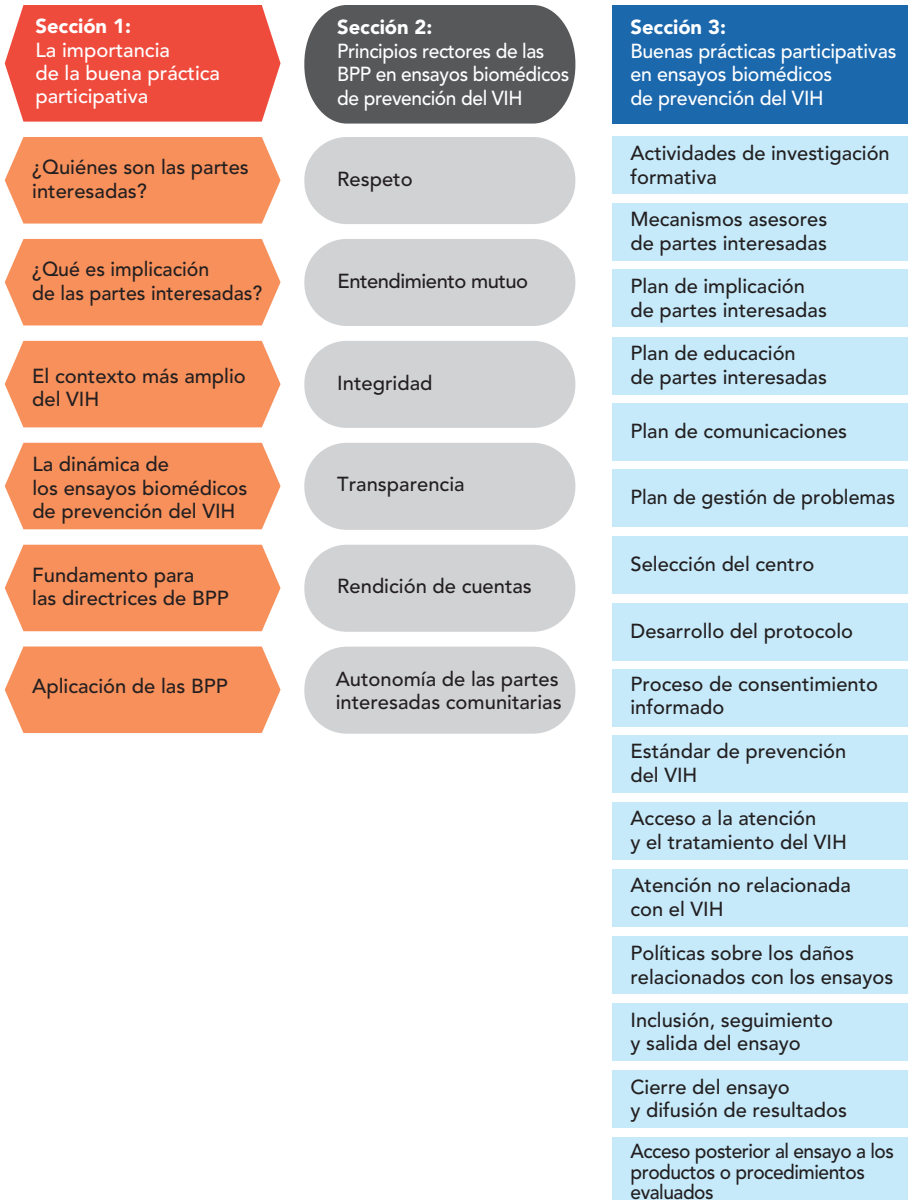 Sección 1:
La importancia
de la buena práctica
participativa
¿Quiénes son las partes
interesadas?
¿Qué es implicación
de las partes interesadas?
El contexto más amplio
del VIH
La dinámica de
los ensayos biomédicos
de prevención del VIH
Fundamento para
las directrices de BPP
Aplicación de las BPP
Sección 2:
Principios rectores de las
BPP en ensayos biomédicos
de prevención del VIH
Respeto
Entendimiento mutuo
Integridad
Transparencia
Rendición de cuentas
Autonomía de las partes
interesadas comunitarias
Sección 3:
Buenas prácticas participativas
en ensayos biomédicos
de prevención del VIH
Actividades de investigación
formativa
Mecanismos asesores
de partes interesadas
Plan de implicación
de partes interesadas
Plan de educación
de partes interesadas
Plan de comunicaciones
Plan de gestión de problemas
Selección del centro
Desarrollo del protocolo
Proceso de consentimiento
informado
Estándar de prevención
del VIH
Acceso a la atención
y el tratamiento del VIH
Atención no relacionada
con el VIH
Políticas sobre los daños
relacionados con los ensayos
Inclusión, seguimiento
y salida del ensayo
Cierre del ensayo
y difusión de resultados
Acceso posterior al ensayo a los
productos o procedimientos
evaluados